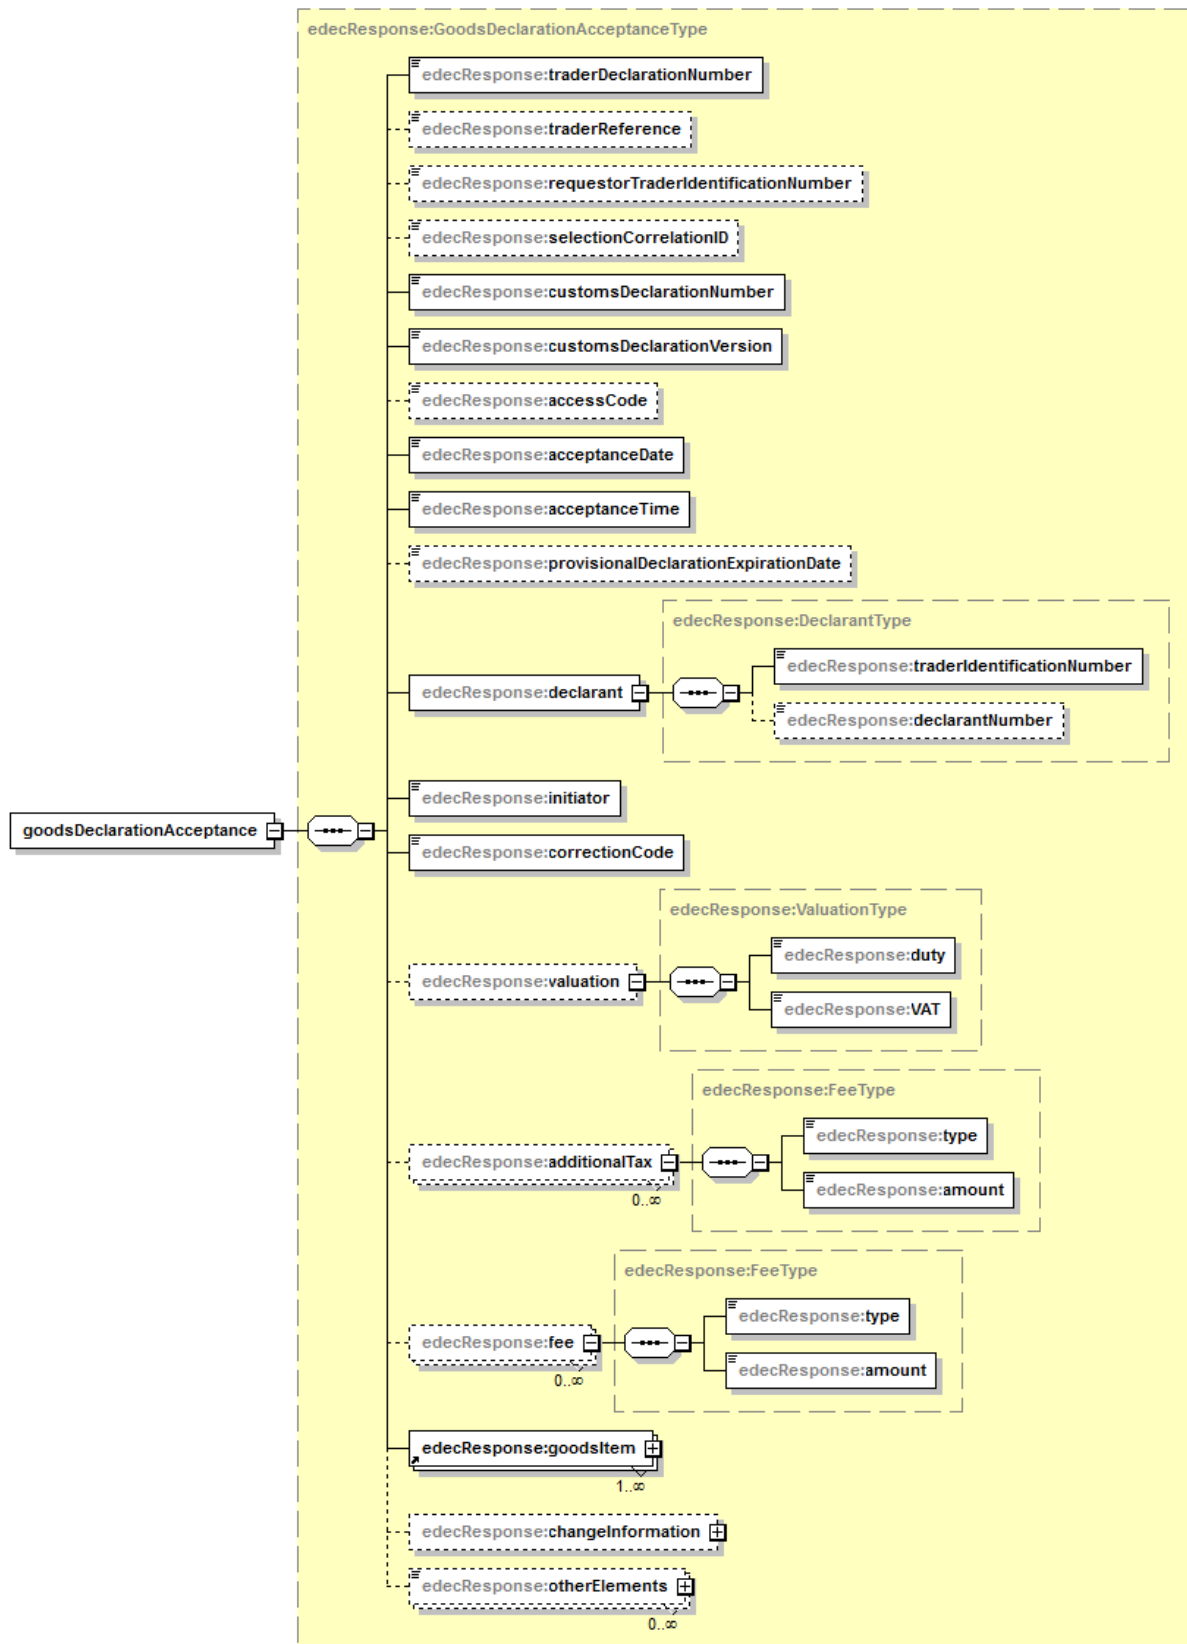 edecResponse:GoodsDeclarationAcceptanceType
edecResponse:traderDeclarationNumber
edecResponse:traderReference
edecResponse:requestorTraderIdentificationNumber
edecResponse:selectionCorrelationID
edecResponse:customsDeclarationNumber
edecResponse:customsDeclarationVersion
edecResponse:accessCode
edecResponse:acceptanceDate
edecResponse:acceptanceTime
edecResponse:provisionalDeclarationExpirationDate
edecResponse:DeclarantType
edecResponse:traderIdentificationNumber
edecResponse:declarant
edecResponse:declarantNumber
edecResponse:initiator
goodsDeclarationAcceptance
edecResponse:correctionCode
edecResponse:ValuationType
edecResponse:duty
edecResponse:valuation
edecResponse:VAT
edecResponse:FeeType
edecResponse:type
edecResponse:additionalTax
edecResponse:amount
0..∞
edecResponse:FeeType
edecResponse:type
edecResponse:fee
edecResponse:amount
0..∞
edecResponse:goodsItem
1..∞
edecResponse:changeInformation
edecResponse:otherElements
0..∞